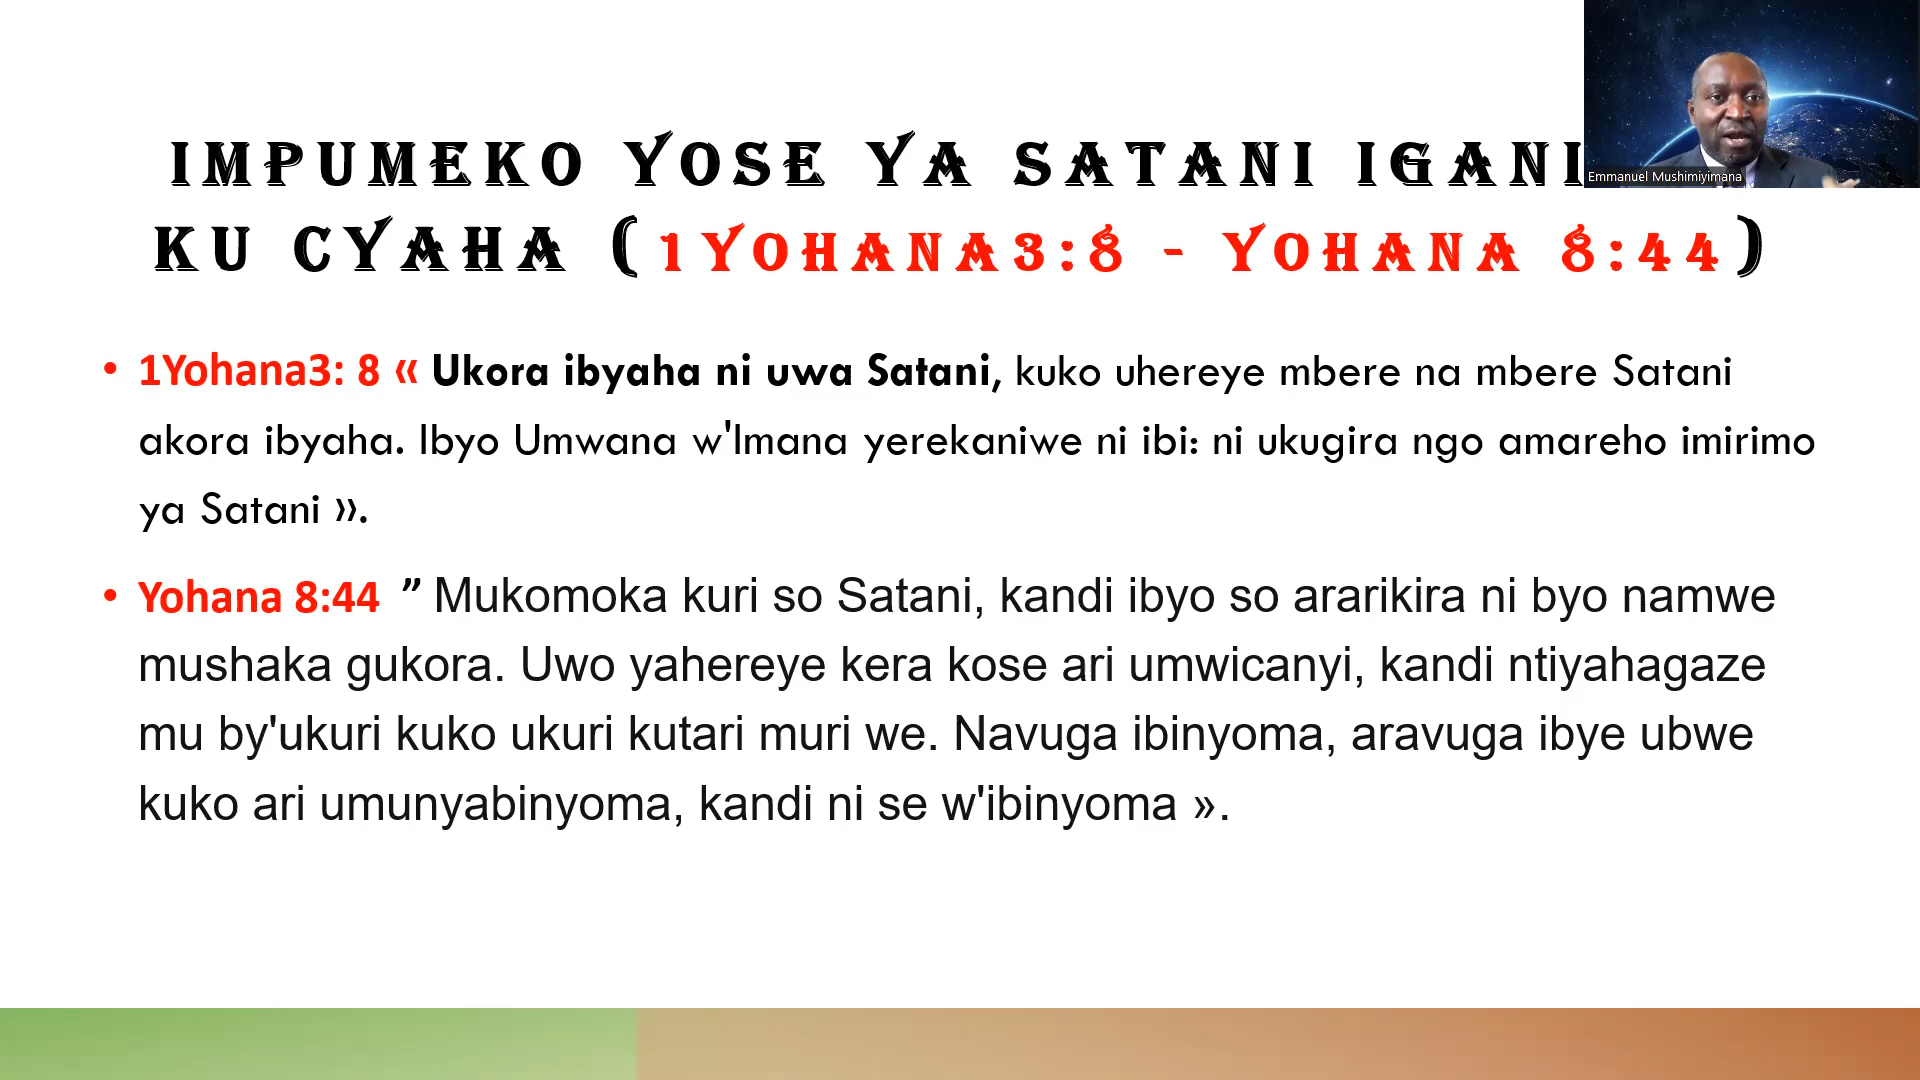 IMPUMEKO YOSE YA SATANI
KU CYAHA (1YOHANA3:8 - YOHANA 8:44)
Emmanuel Mushimiyimana
• 1Yohana3: 8 « Ukora ibyaha ni uwa Satani, kuko uhereye mbere na mbere Satani
akora ibyaha. Ibyo Umwana w'Imana yerekaniwe ni ibi: ni ukugira ngo amareho imirimo
ya Satani ».
• Yohana 8:44 ” Mukomoka kuri so Satani, kandi ibyo so ararikira ni byo namwe
mushaka gukora. Uwo yahereye kera kose ari umwicanyi, kandi ntiyahagaze
mu by'ukuri kuko ukuri kutari muri we. Navuga ibinyoma, aravuga ibye ubwe
kuko ari umunyabinyoma, kandi ni se w'ibinyoma ».